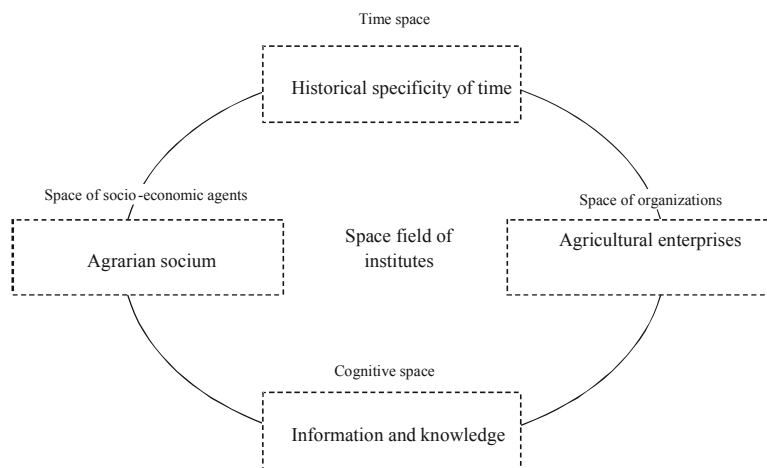 Time space
Historical specificity of time
Space of socio-economic agents
Space of organizations
Agrarian socium
Space field of
institutes
Agricultural enterprises
Cognitive space
Information and knowledge